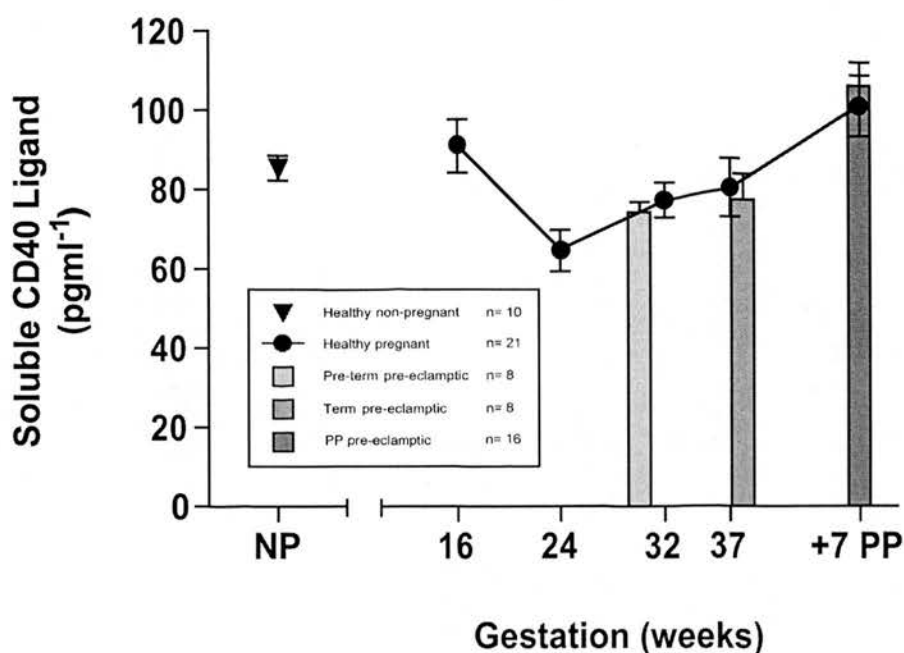 Soluble CD40 Ligand
(pgml⁻¹)
120
100
80
60
40
20
0
Healthy non-pregnant n= 10
Healthy pregnant n= 21
Pre-term pre-eclamptic n= 8
Term pre-eclamptic n= 8
PP pre-eclamptic n= 16
NP 16 24 32 37 +7 PP
Gestation (weeks)